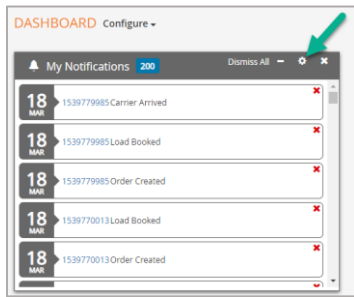 DASHBOARD Configure
My Notifications 200 Dismiss All
18 MAR 1539779985 Carrier Arrived
18 MAR 1539779985 Load Booked
18 MAR 1539779985 Order Created
18 MAR 1539770013 Load Booked
18 MAR 1539770013 Order Created